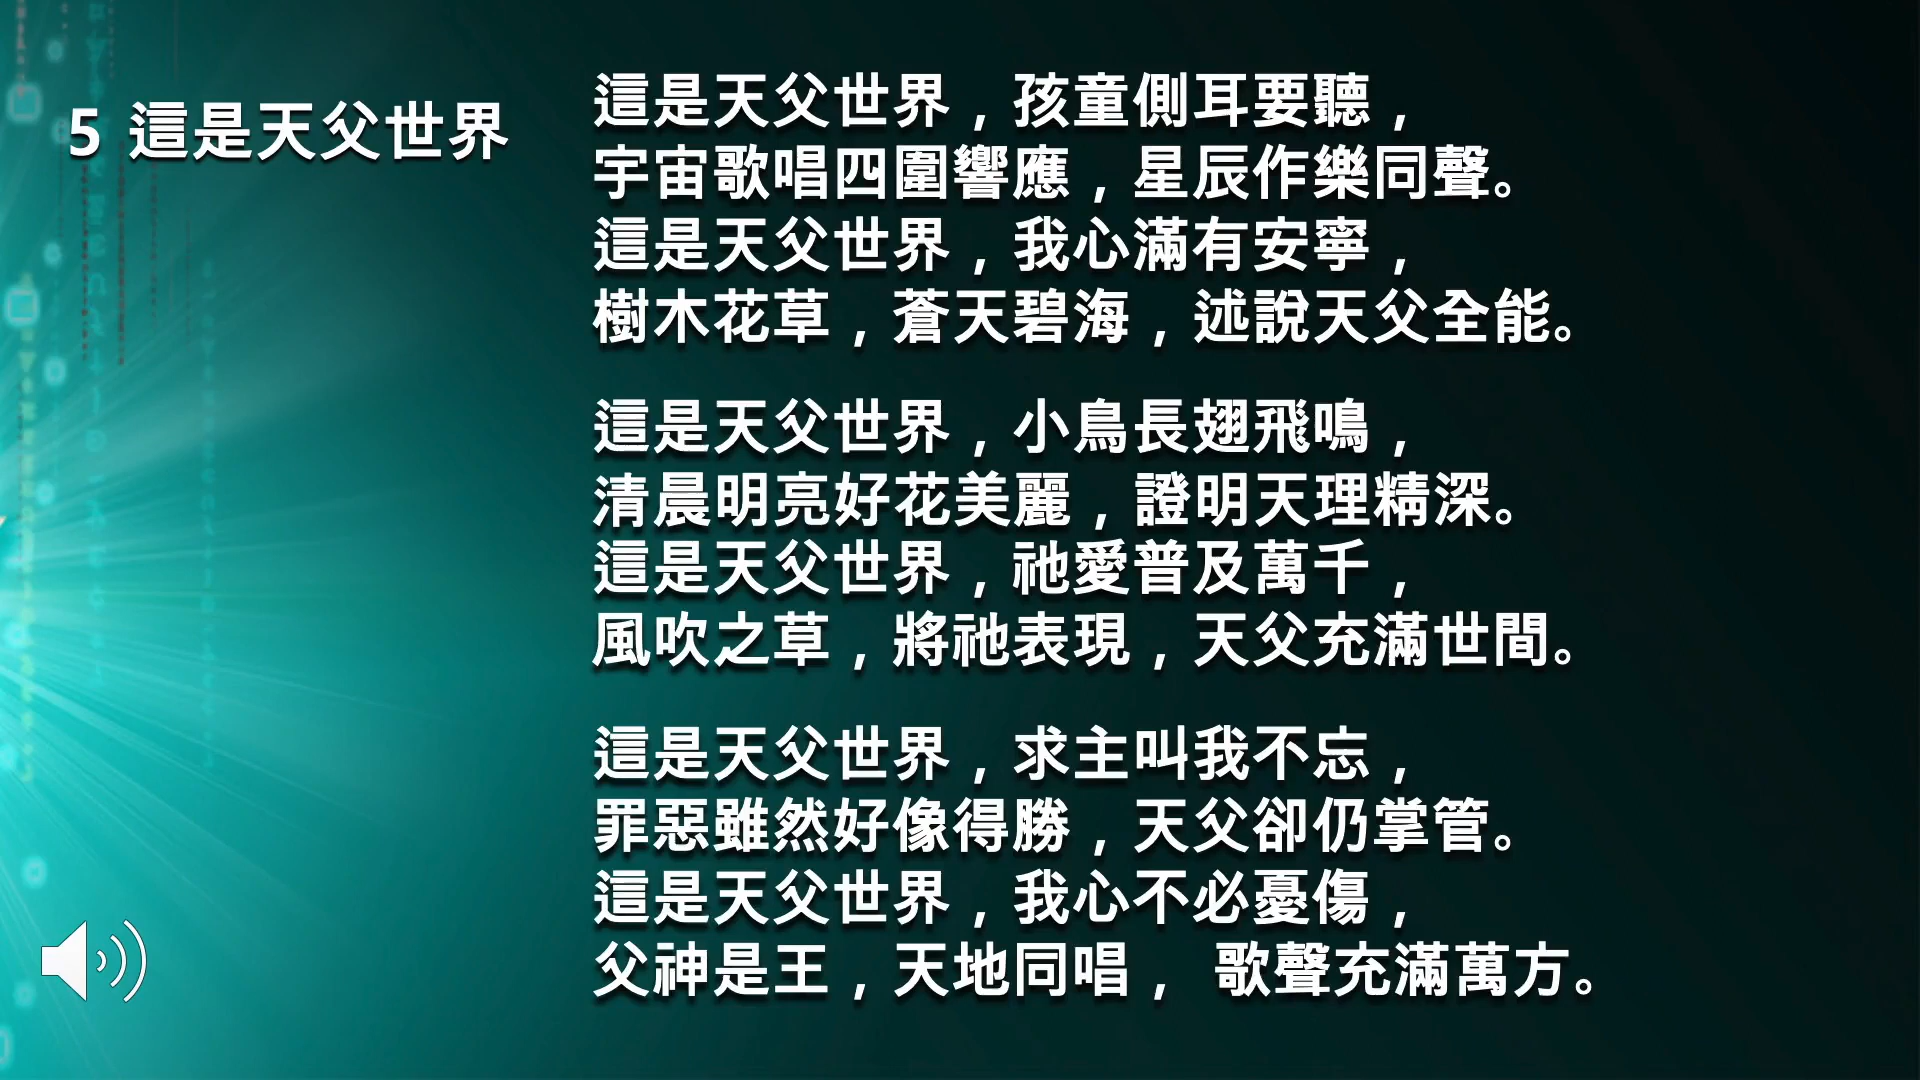 5 這是天父世界
這是天父世界，孩童側耳要聽，
宇宙歌唱四圍響應，星辰作樂同聲。
這是天父世界，我心滿有安寧，
樹木花草，蒼天碧海，述說天父全能。
這是天父世界，小鳥長翅飛鳴，
清晨明亮好花美麗，證明天理精深。
這是天父世界，祂愛普及萬千，
風吹之草，將祂表現，天父充滿世間。
這是天父世界，求主叫我不忘，
罪惡雖然好像得勝，天父卻仍掌管。
這是天父世界，我心不必憂傷，
父神是王，天地同唱， 歌聲充滿萬方。